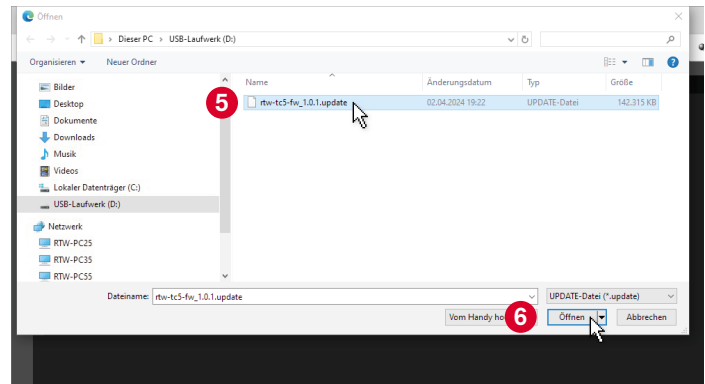 Öffnen
Dieser PC > USB-Laufwerk (D:)
Organisieren Neuer Ordner
Name Änderungsdatum Typ Größe
5 rtw-tc5-fw_1.0.1.update 02.04.2024 19:22 UPDATE-Datei 142.315 KB
Bilder
Desktop
Dokumente
Downloads
Musik
Videos
Lokaler Datenträger (C:)
USB-Laufwerk (D:)
Netzwerk
RTW-PC25
RTW-PC35
RTW-PC55
Dateiname: rtw-tc5-fw_1.0.1.update UPDATE-Datei (*.update)
Vom Handy 6 Öffnen Abbrechen